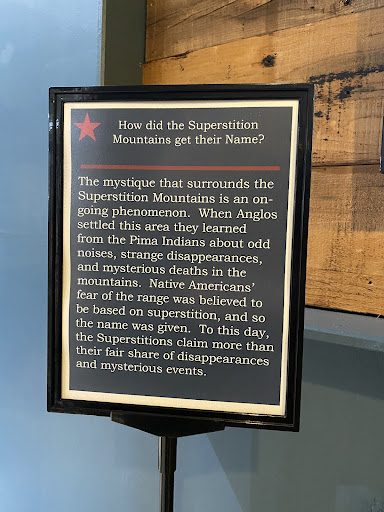 How did the Superstition
Mountains get their Name?
The mystique that surrounds the
Superstition Mountains is an on-
going phenomenon.  When Anglos
settled this area they learned
from the Pima Indians about odd
noises, strange disappearances,
and mysterious deaths in the
mountains.  Native Americans'
fear of the range was believed to
be based on superstition, and so
the name was given.  To this day,
the Superstitions claim more than
their fair share of disappearances
and mysterious events.